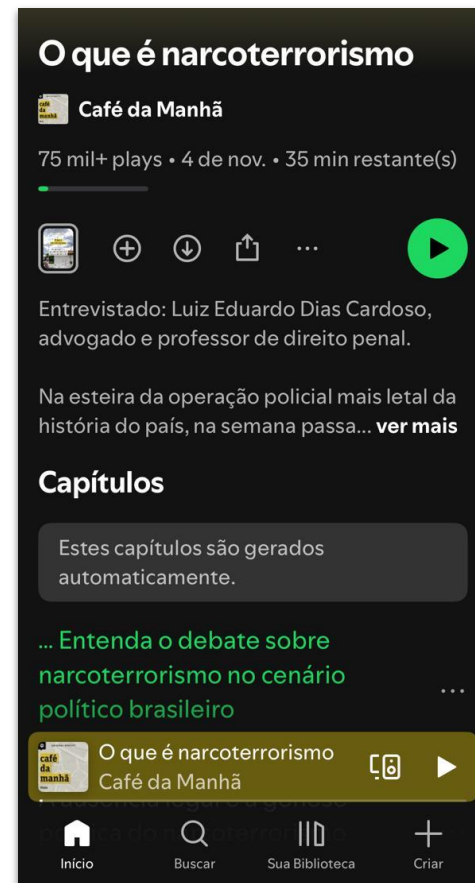 O que é narcoterrorismo
café
da
manhã
Café da Manhã
75 mil+ plays • 4 de nov. • 35 min restante(s)
Entrevistado: Luiz Eduardo Dias Cardoso,
advogado e professor de direito penal.
Na esteira da operação policial mais letal da
história do país, na semana passa... ver mais
Capítulos
Estes capítulos são gerados
automaticamente.
... Entenda o debate sobre
narcoterrorismo no cenário
político brasileiro
café
da
manhã
O que é narcoterrorismo
Café da Manhã
Início
Buscar
Sua Biblioteca
Criar